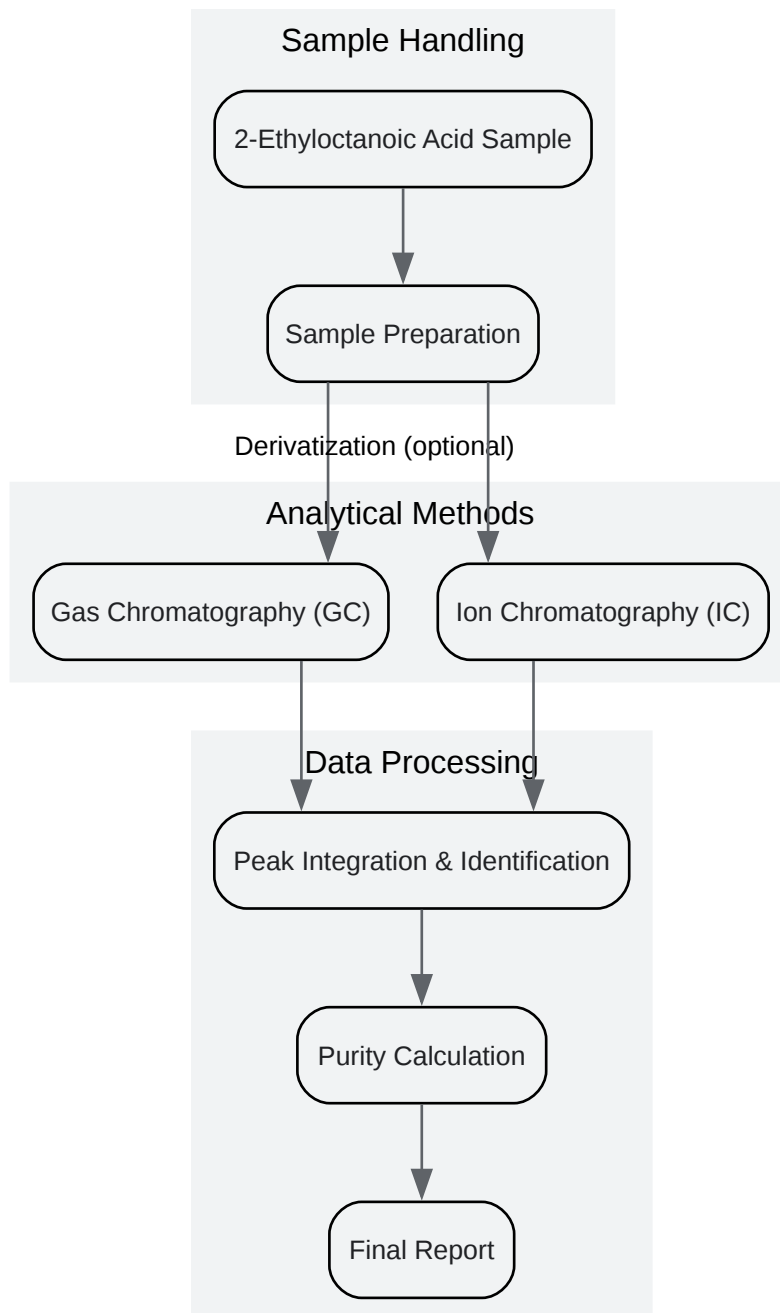 Sample Handling
2-Ethyloctanoic Acid Sample
Sample Preparation
Derivatization (optional)
Analytical Methods
Gas Chromatography (GC)
Ion Chromatography (IC)
Data Processing
Peak Integration & Identification
Purity Calculation
Final Report